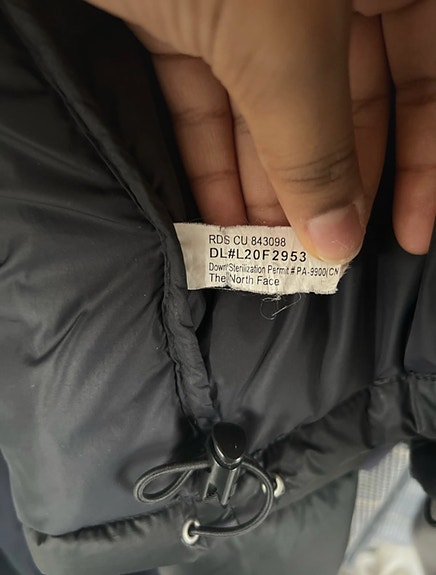 RDS CU 843098
DL#L20F2953
Down Sterilization Permit # PA-9900(CN
The North Face